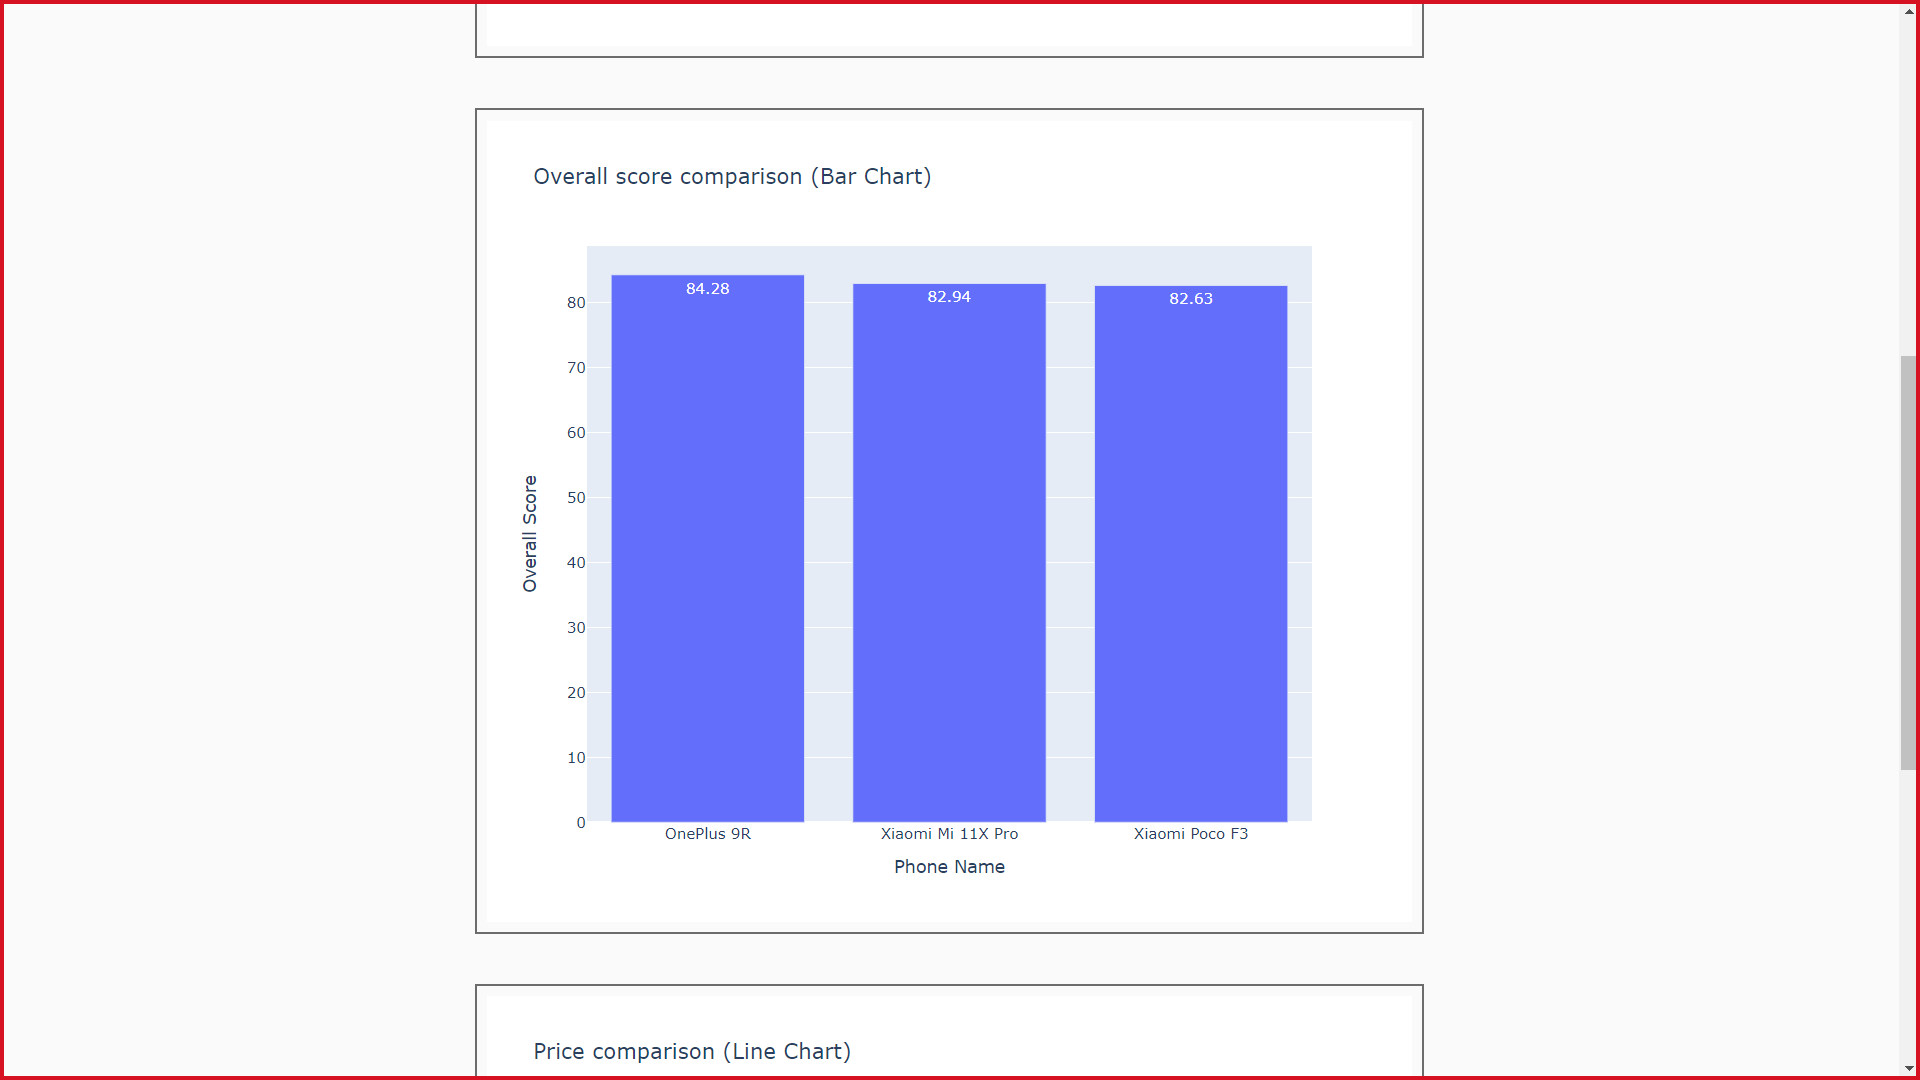 Overall score comparison (Bar Chart)
84.28
82.94
82.63
80
70
60
50
40
30
20
10
0
Overall Score
OnePlus 9R
Xiaomi Mi 11X Pro
Xiaomi Poco F3
Phone Name
Price comparison (Line Chart)